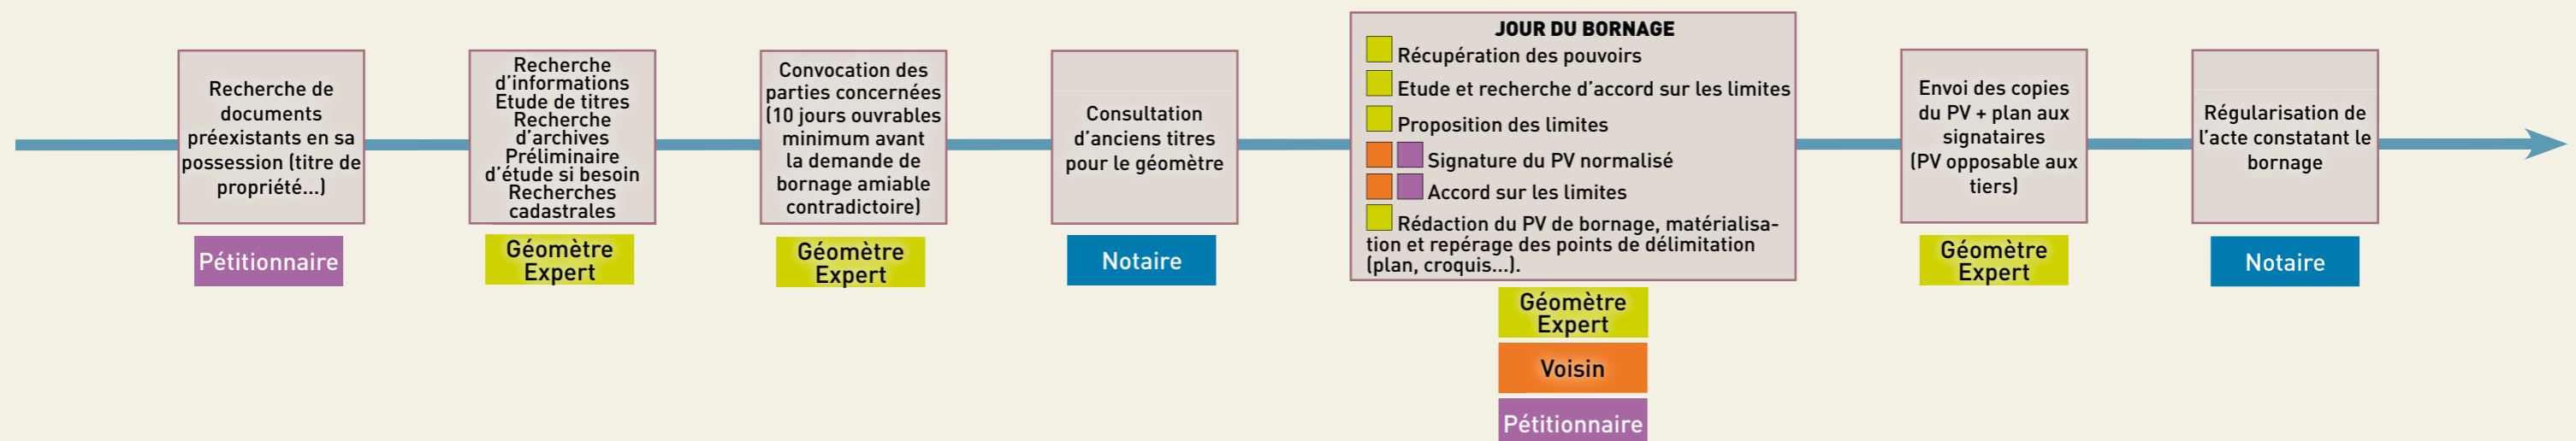 Recherche de
documents
préexistants en sa
possession (titre de
propriété...)
Pétitionnaire
Recherche
d'informations
Etude de titres
Recherche
d'archives
Préliminaire
d'étude si besoin
Recherches
cadastrales
Géomètre
Expert
Convocation des
parties concernées
(10 jours ouvrables
minimum avant
la demande de
bornage amiable
contradictoire)
Géomètre
Expert
Consultation
d'anciens titres
pour le géomètre
Notaire
JOUR DU BORNAGE
Récupération des pouvoirs
Etude et recherche d'accord sur les limites
Proposition des limites
Signature du PV normalisé
Accord sur les limites
Rédaction du PV de bornage, matérialisa-
tion et repérage des points de délimitation
(plan, croquis...).
Géomètre
Expert
Voisin
Pétitionnaire
Envoi des copies
du PV + plan aux
signataires
(PV opposable aux
tiers)
Géomètre
Expert
Régularisation de
l'acte constatant le
bornage
Notaire